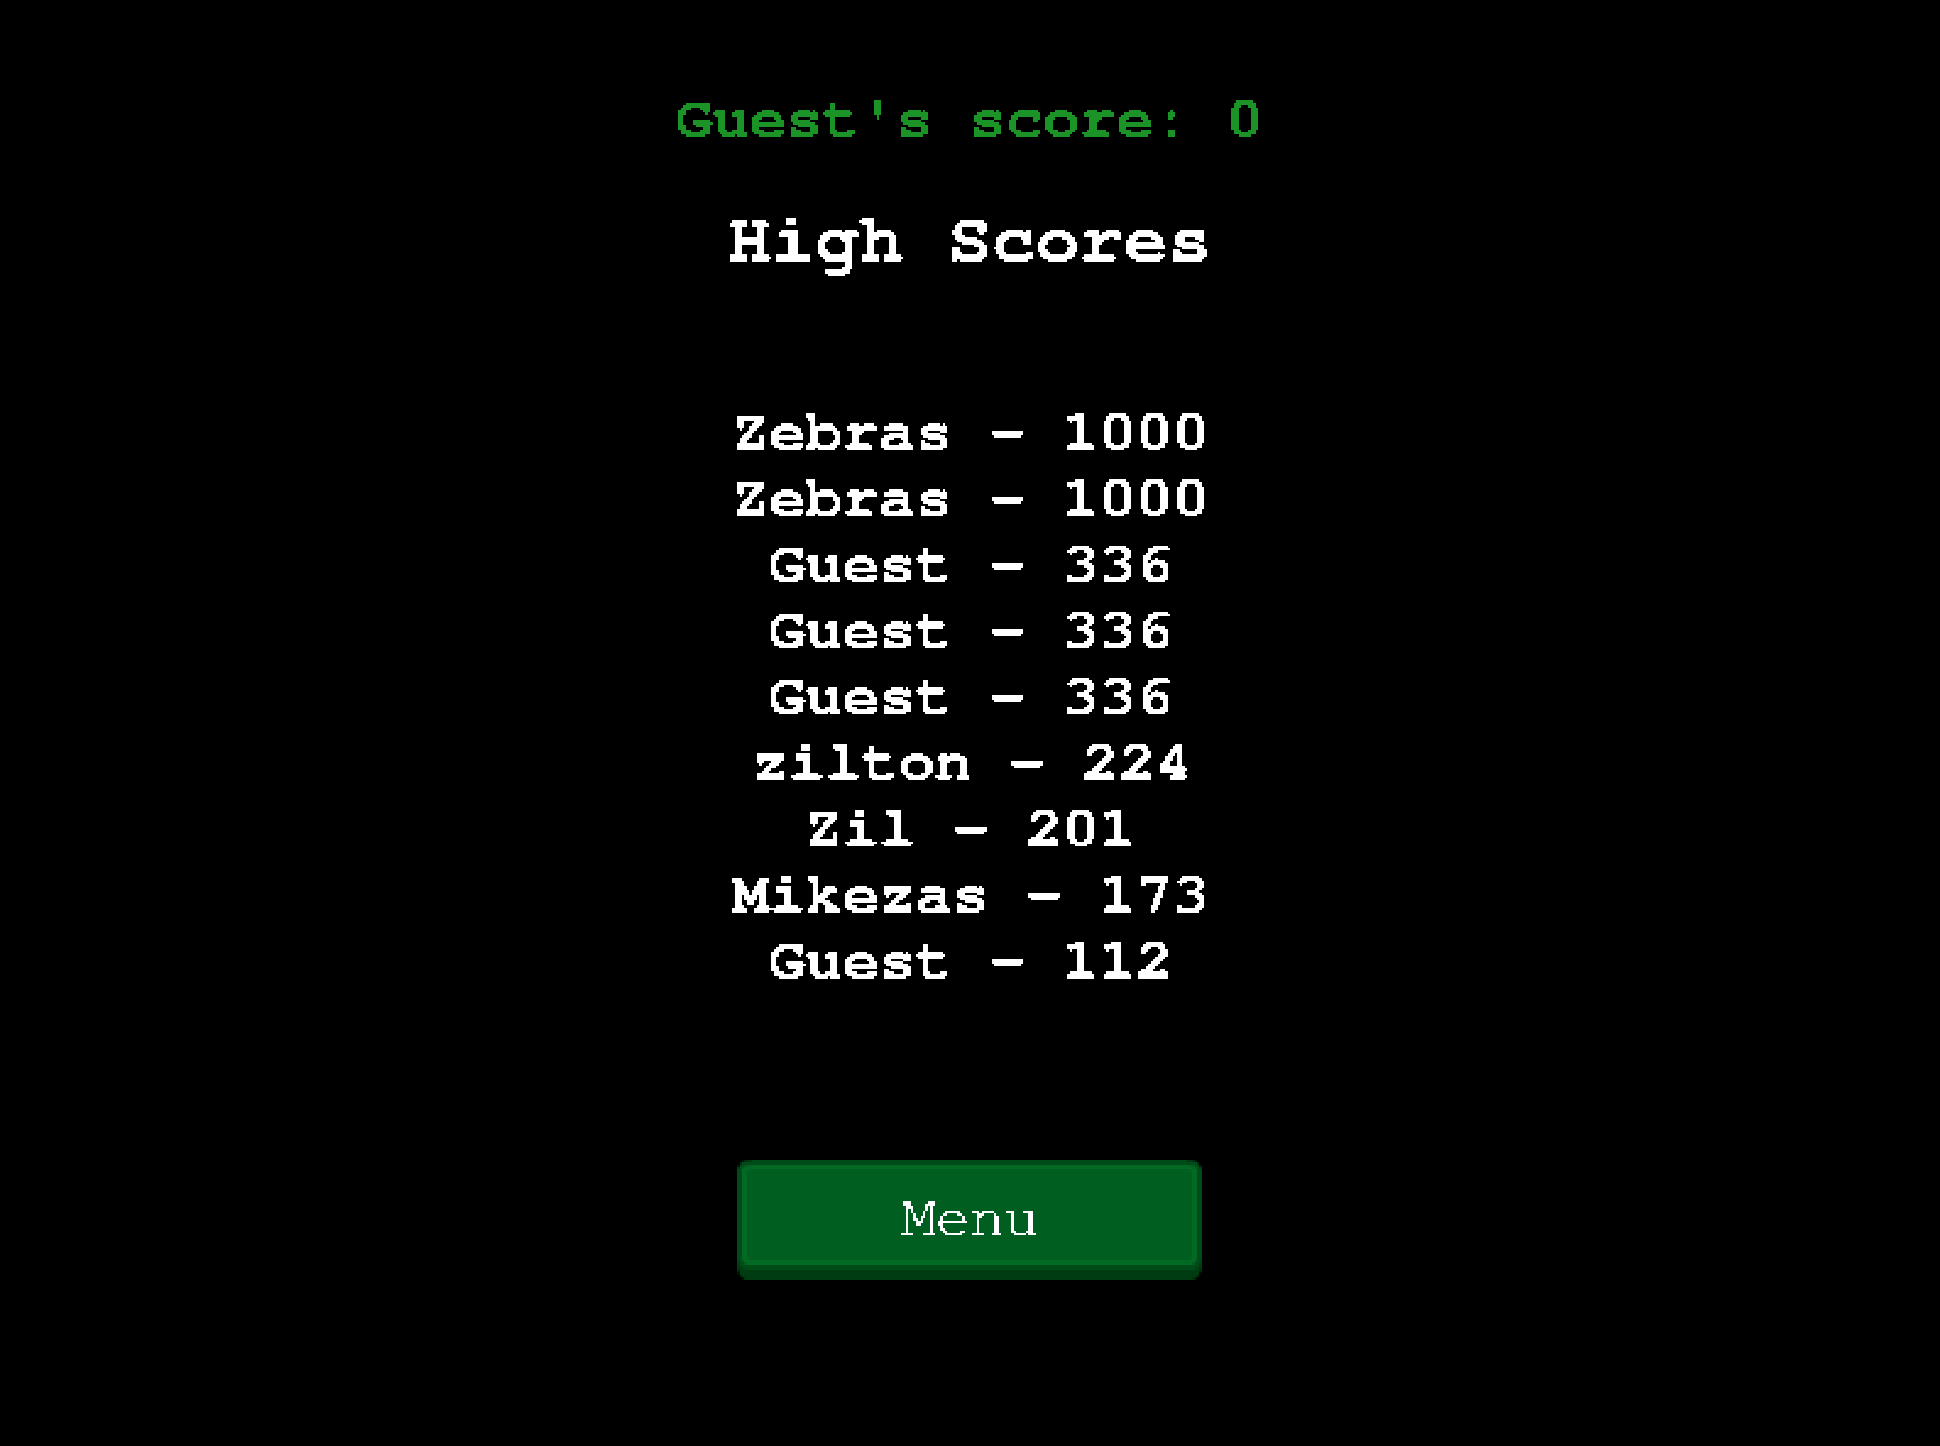 Guest's score: 0
High Scores
Zebras - 1000
Zebras - 1000
Guest - 336
Guest - 336
Guest - 336
zilton - 224
Zil - 201
Mikezas - 173
Guest - 112
Menu